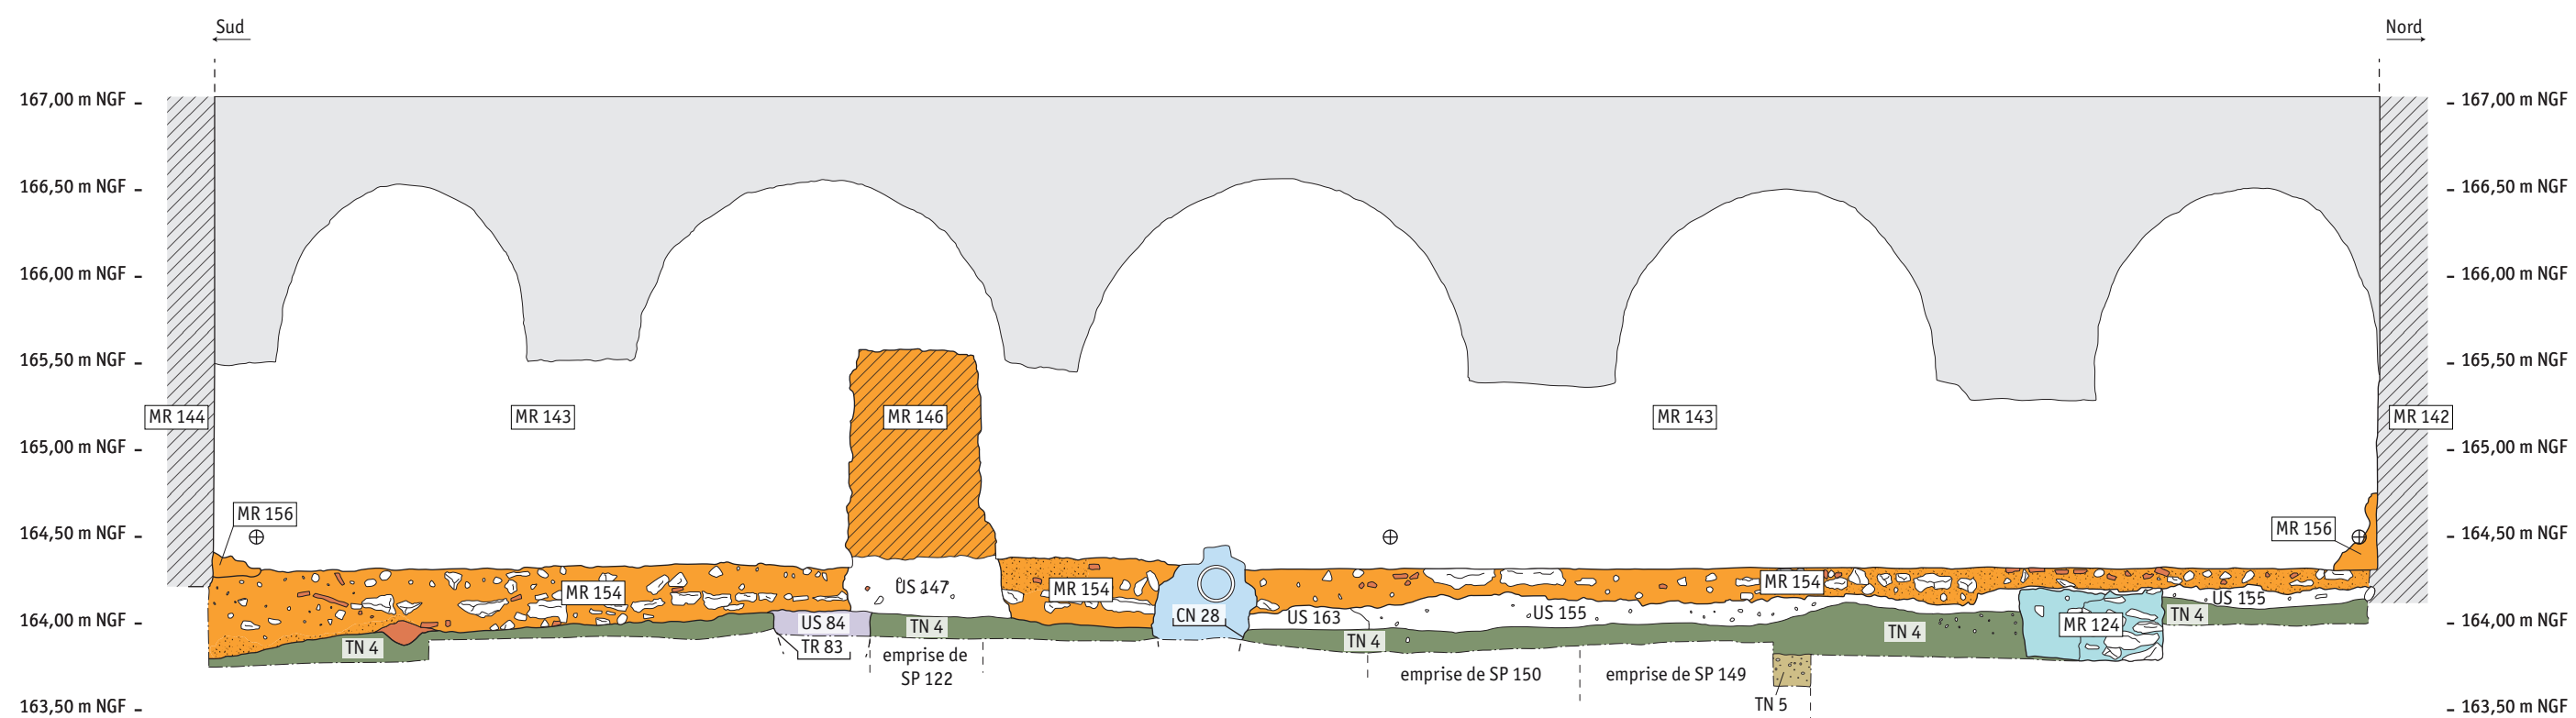 Sud
Nord
167,00 m NGF
167,00 m NGF
166,50 m NGF
166,50 m NGF
166,00 m NGF
166,00 m NGF
165,50 m NGF
165,50 m NGF
MR 144
MR 143
MR 146
MR 143
MR 142
165,00 m NGF
165,00 m NGF
MR 156
164,50 m NGF
MR 156
164,50 m NGF
MR 154
US 147
MR 154
MR 154
US 155
164,00 m NGF
US 84
TN 4
CN 28
US 163
US 155
TN 4
MR 124
TN 4
164,00 m NGF
TN 4
TR 83
TN 4
emprise de
SP 122
emprise de SP 150
emprise de SP 149
TN 5
163,50 m NGF
163,50 m NGF